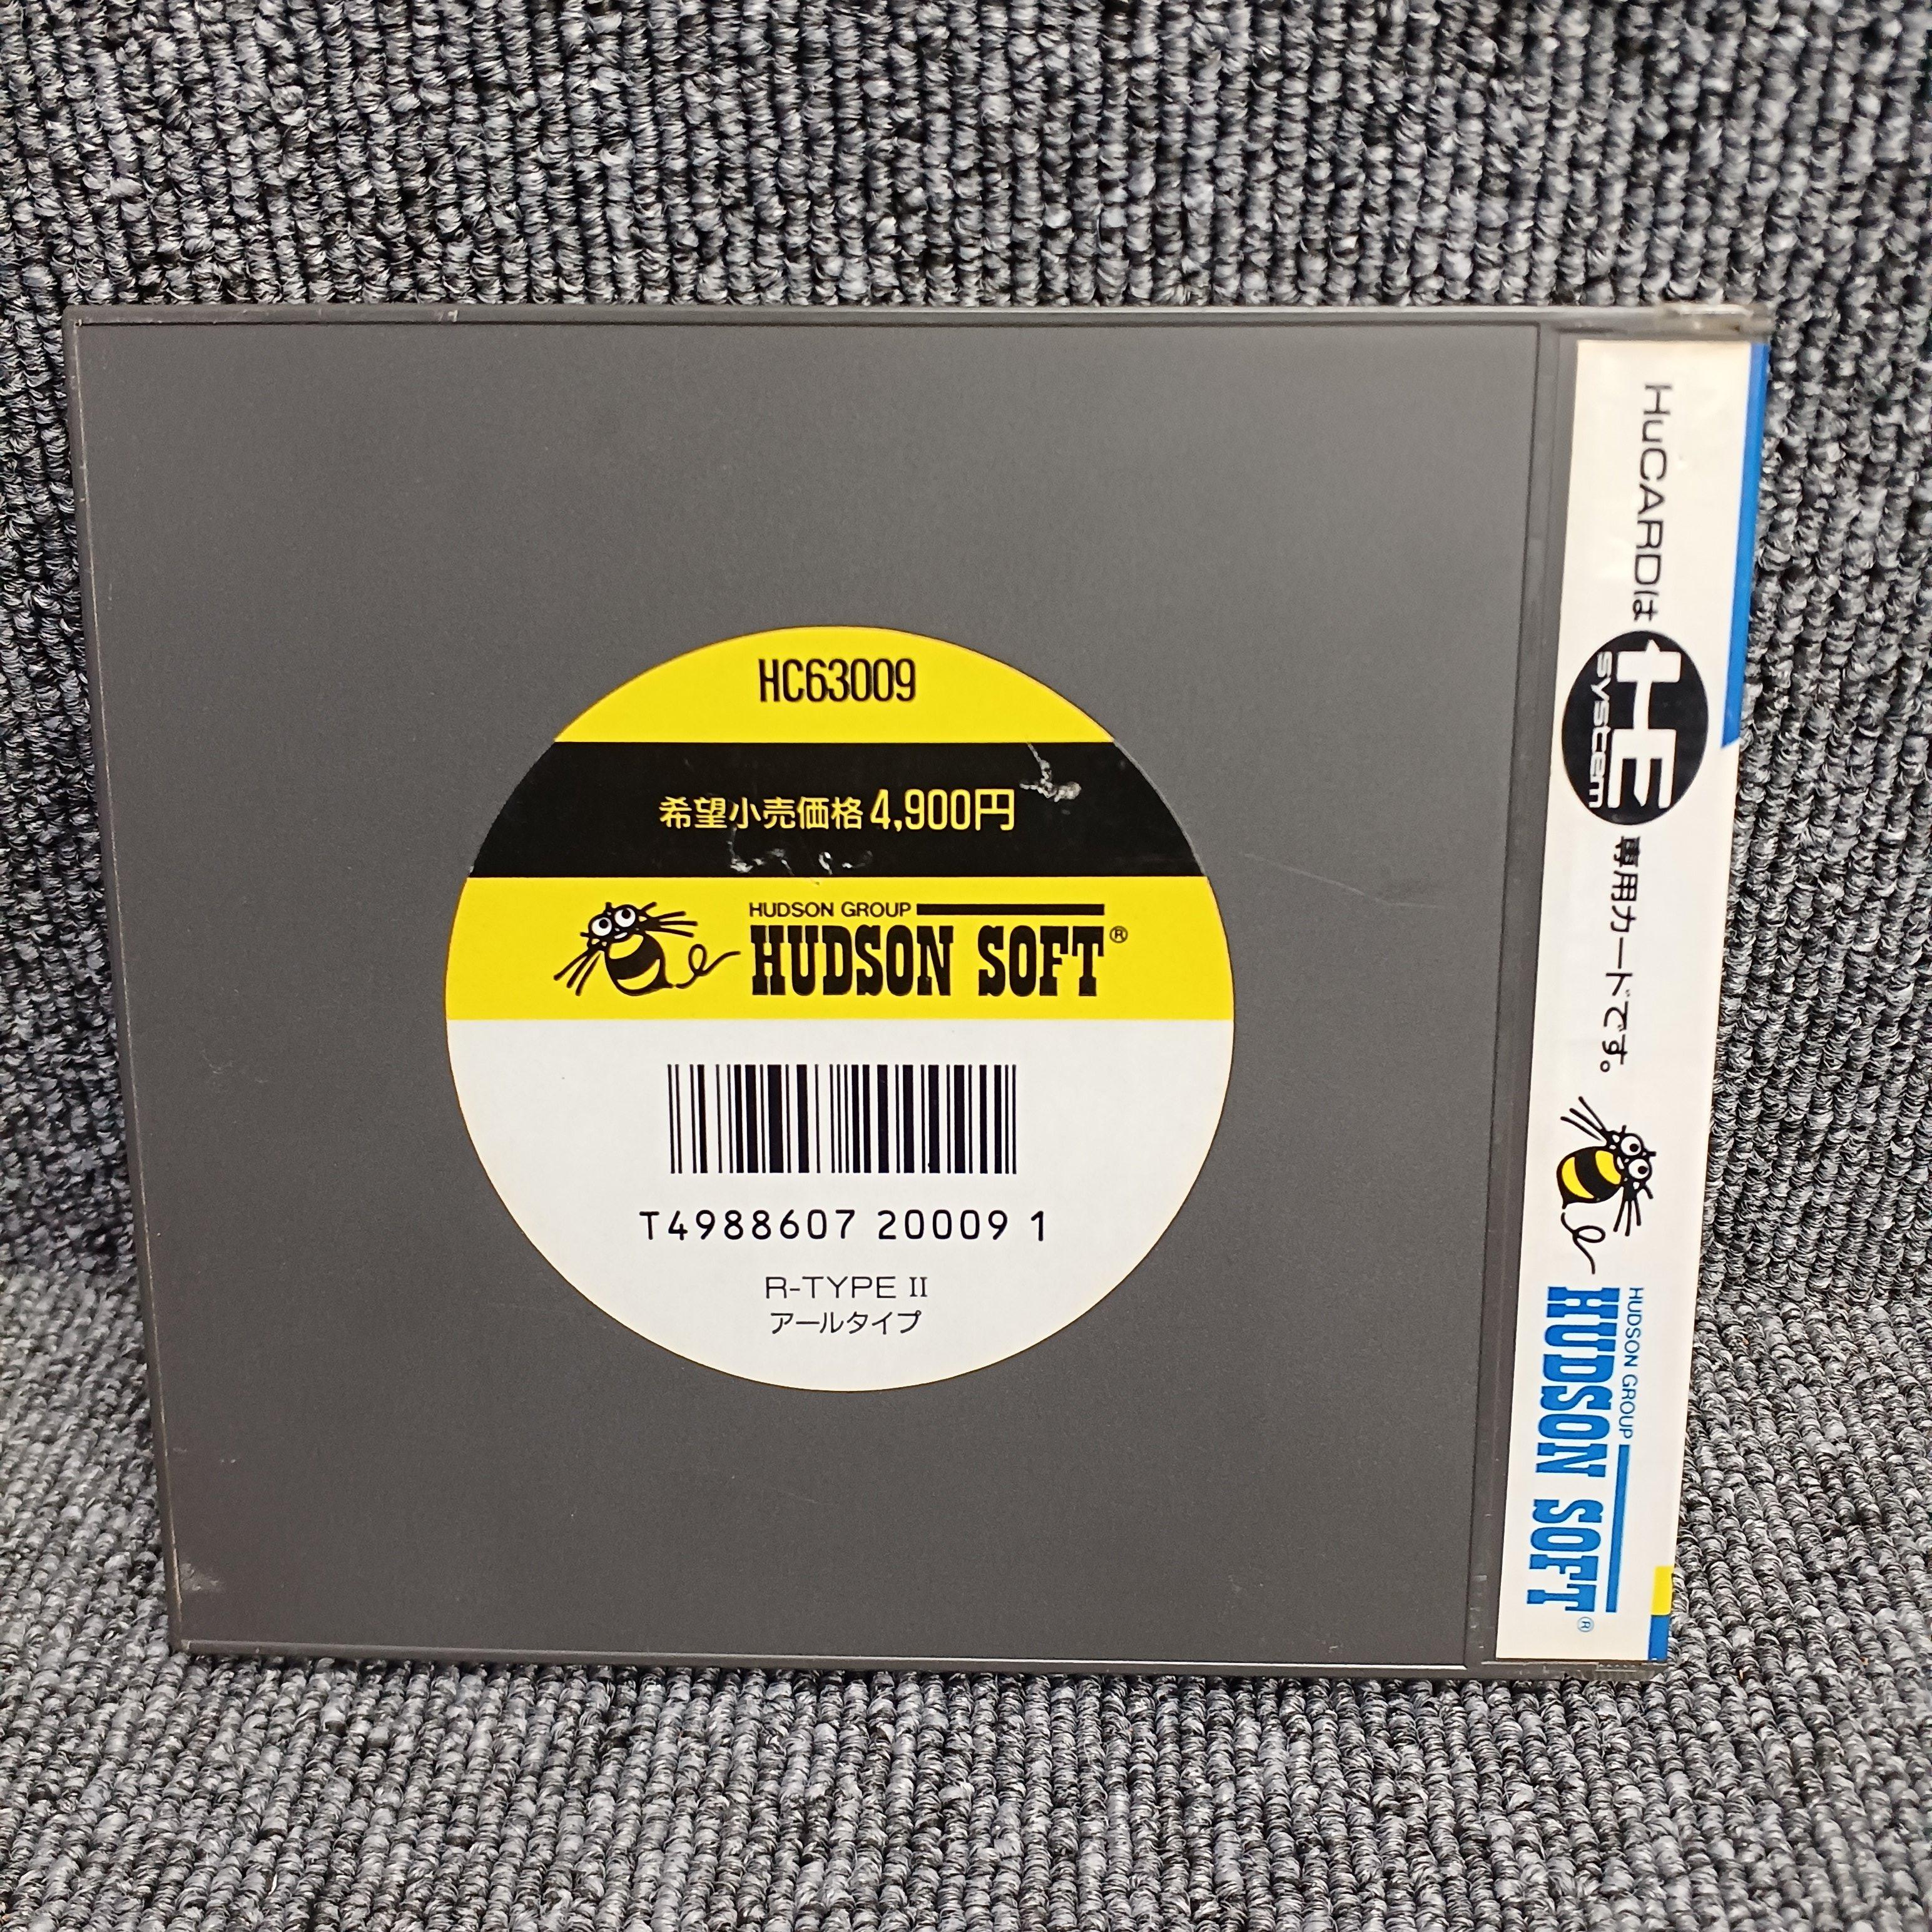 HC63009
希望小売価格4,900円
HUDSON GROUP
HUDSON SOFT®
T4988607 20009 1
R-TYPE II
アールタイプ
HuCARDは HE system 専用カードです。
HUDSON GROUP
HUDSON SOFT®